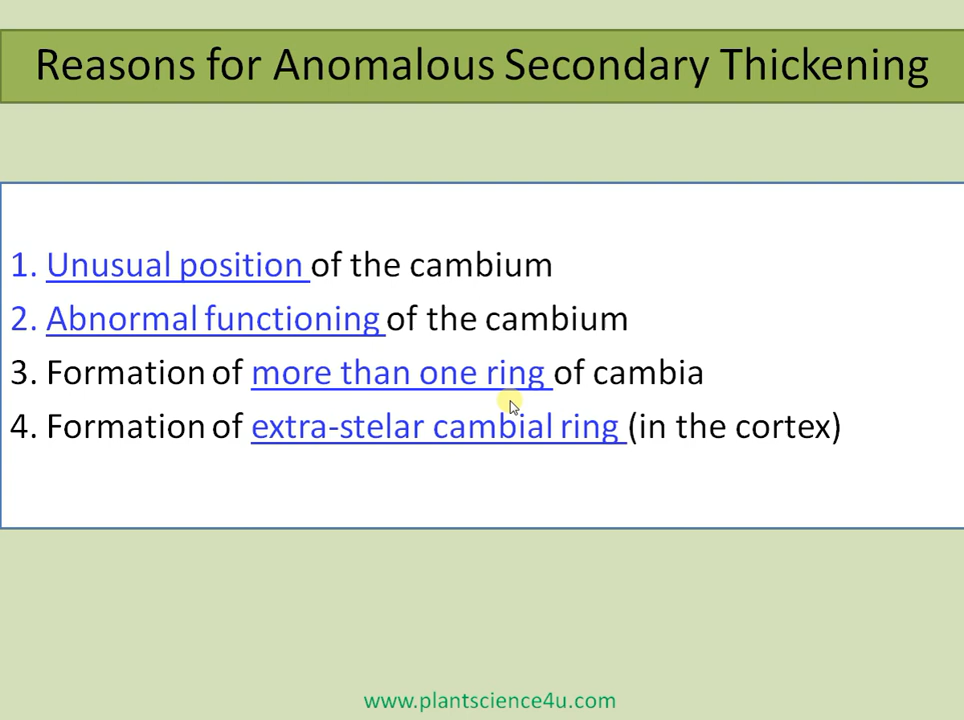 Reasons for Anomalous Secondary Thickening
1. Unusual position of the cambium
2. Abnormal functioning of the cambium
3. Formation of more than one ring of cambia
4. Formation of extra-stelar cambial ring (in the cortex)
www.plantscience4u.com